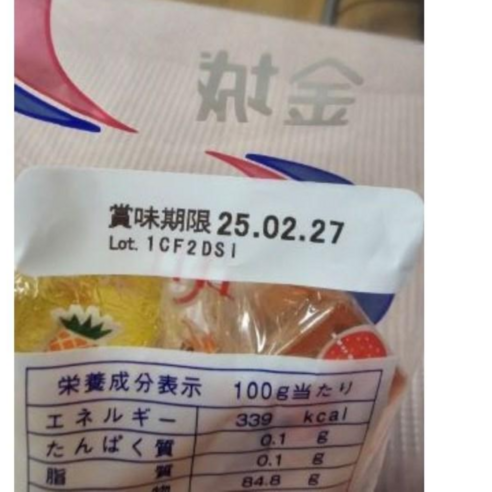 金城
賞味期限 25.02.27
Lot. 1CF2DS1
栄養成分表示 100g当たり
エネルギー 339 kcal
たんぱく質 0.1 g
脂質 0.1 g
84.8 g